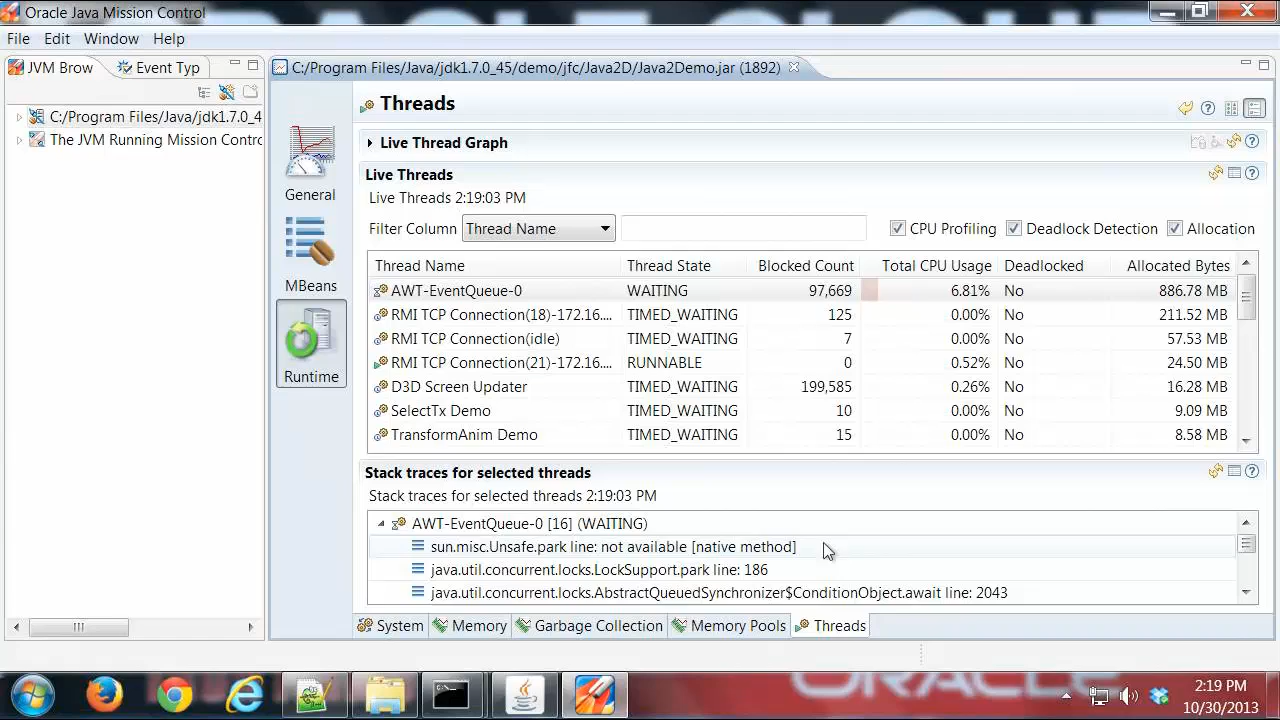 Oracle Java Mission Control
File Edit Window Help
JVM Brow
Event Typ
C:/Program Files/Java/jdk1.7.0_45/demo/jfc/Java2D/Java2Demo.jar (1892)
C:/Program Files/Java/jdk1.7.0_4
The JVM Running Mission Contro
General
MBeans
Runtime
Threads
Live Thread Graph
Live Threads
Live Threads 2:19:03 PM
Filter Column Thread Name CPU Profiling Deadlock Detection Allocation
Thread Name Thread State Blocked Count Total CPU Usage Deadlocked Allocated Bytes
AWT-EventQueue-0 WAITING 97,669 6.81% No 886.78 MB
RMI TCP Connection(18)-172.16.... TIMED_WAITING 125 0.00% No 211.52 MB
RMI TCP Connection(idle) TIMED_WAITING 7 0.00% No 57.53 MB
RMI TCP Connection(21)-172.16.... RUNNABLE 0 0.52% No 24.50 MB
D3D Screen Updater TIMED_WAITING 199,585 0.26% No 16.28 MB
SelectTx Demo TIMED_WAITING 10 0.00% No 9.09 MB
TransformAnim Demo TIMED_WAITING 15 0.00% No 8.58 MB
Stack traces for selected threads
Stack traces for selected threads 2:19:03 PM
AWT-EventQueue-0 [16] (WAITING)
sun.misc.Unsafe.park line: not available [native method]
java.util.concurrent.locks.LockSupport.park line: 186
java.util.concurrent.locks.AbstractQueuedSynchronizer$ConditionObject.await line: 2043
System Memory Garbage Collection Memory Pools Threads
ORACLE
2:19 PM
10/30/2013